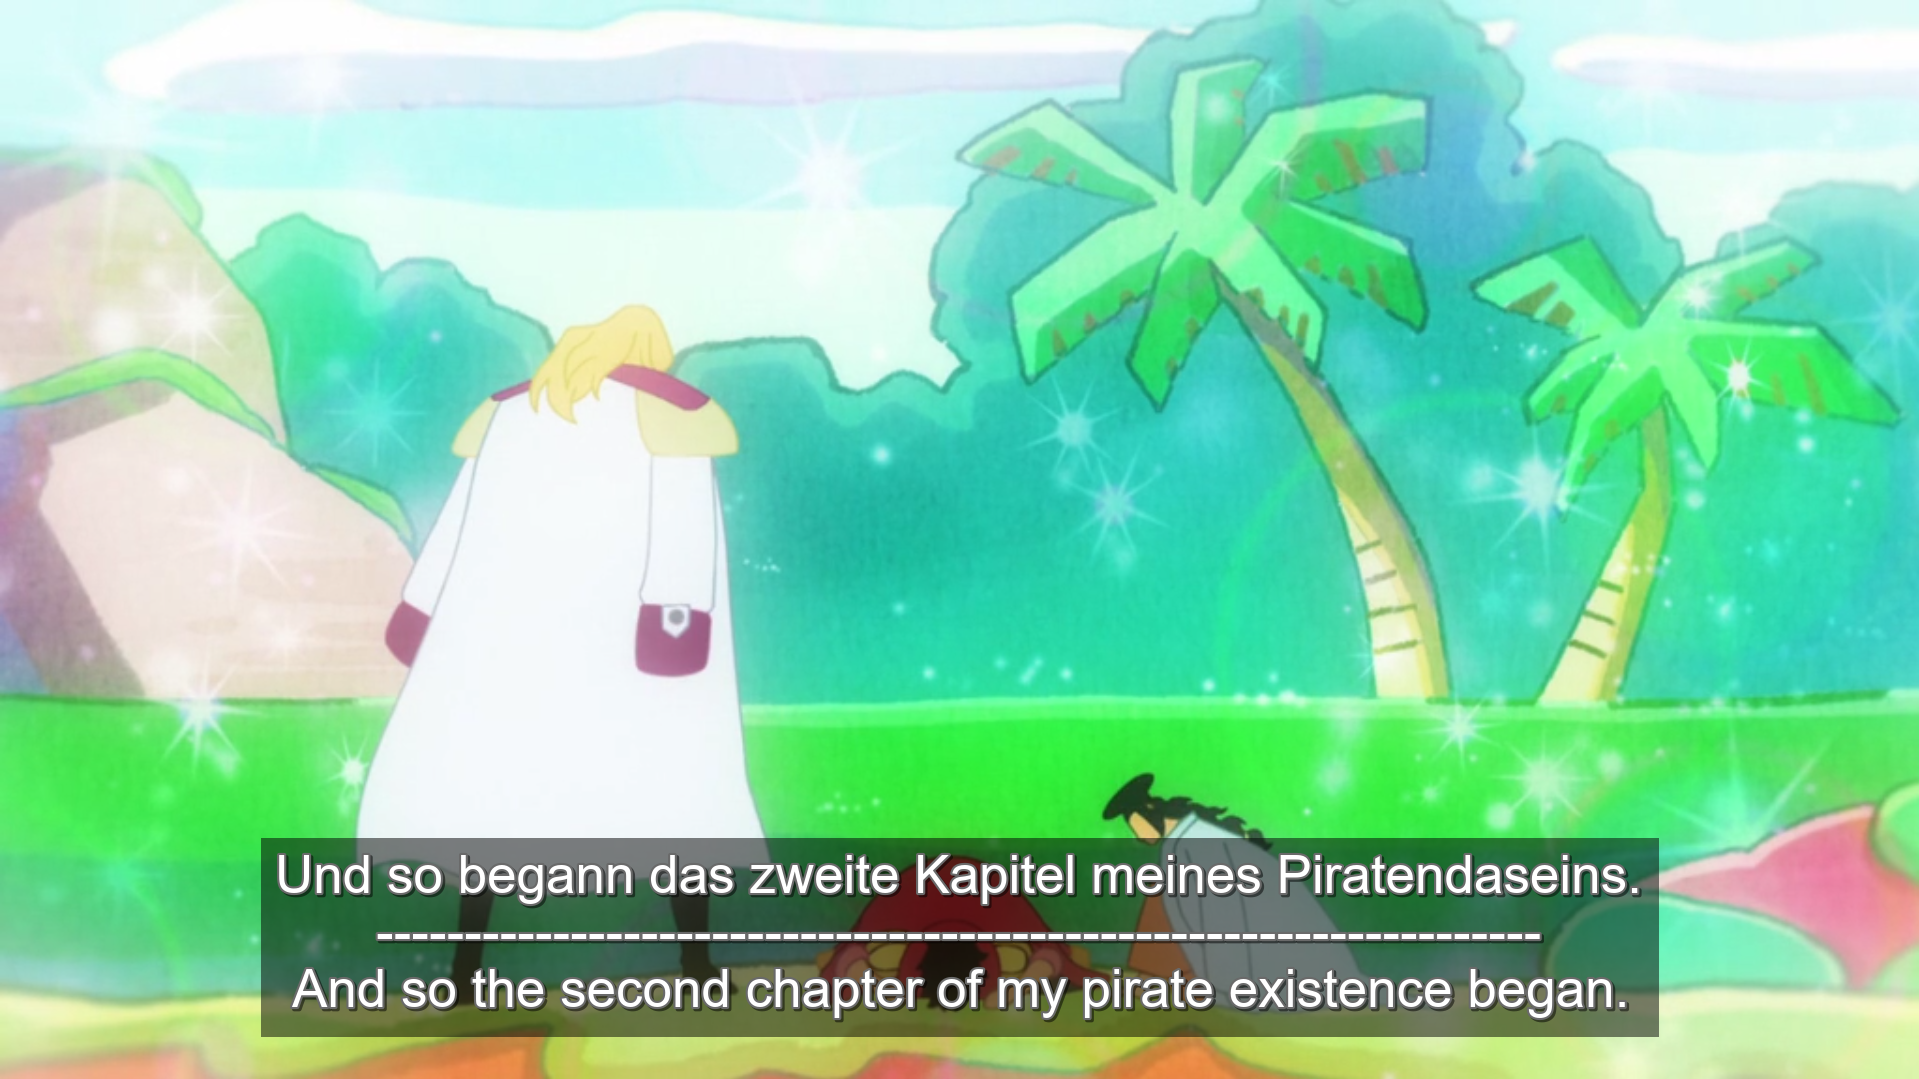 Und so begann das zweite Kapitel meines Piratendaseins.
------------------------------------------------------------------
And so the second chapter of my pirate existence began.